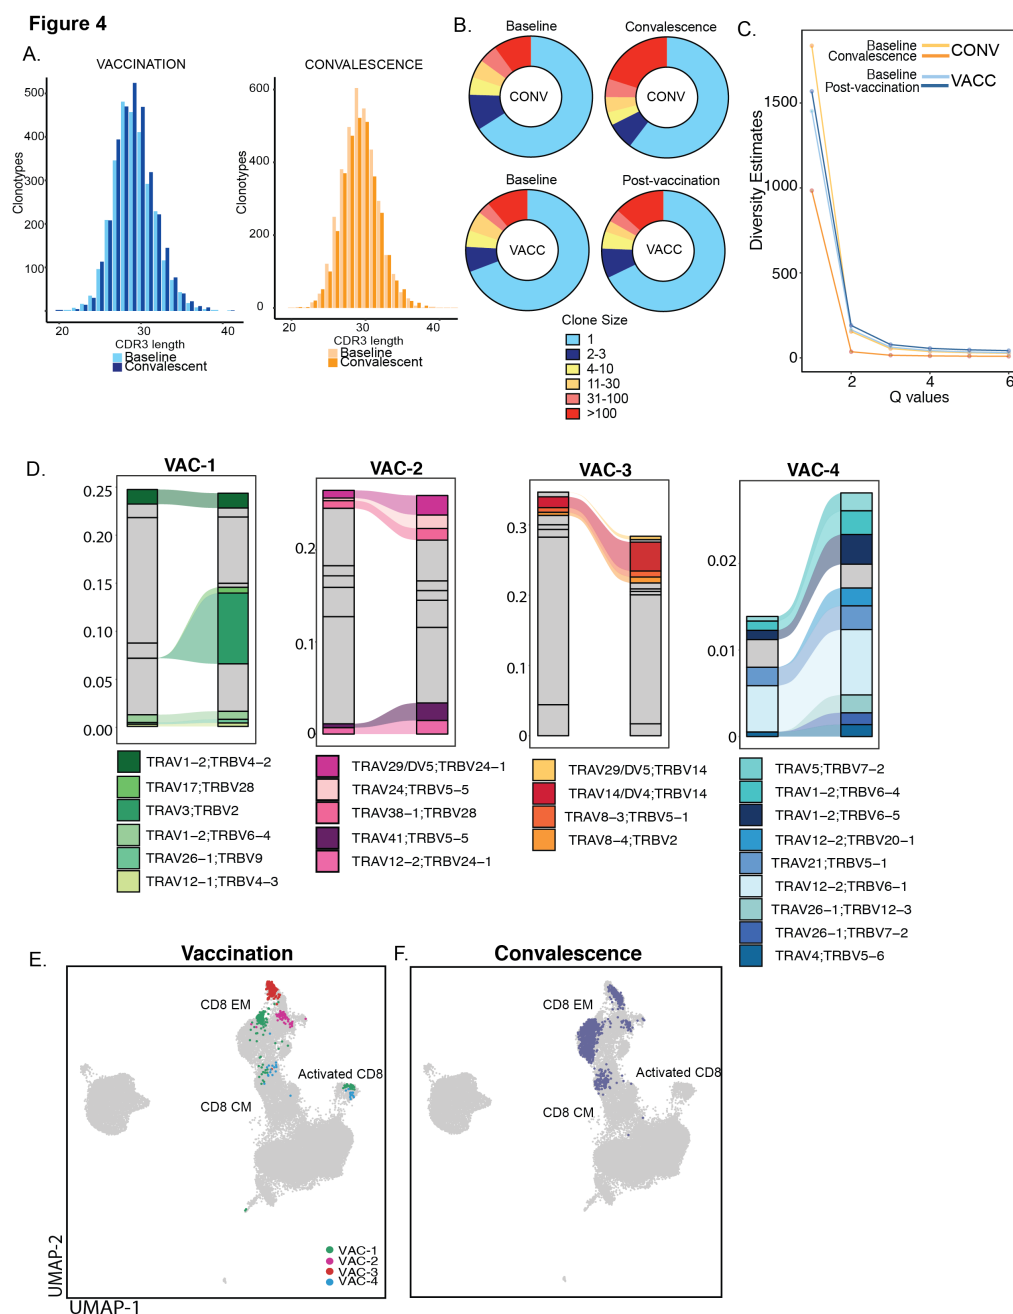 Figure 4
A.
VACCINATION
Clonotypes
500
400
300
200
100
20
30
40
CDR3 length
Baseline
Convalescent
CONVALESCENCE
Clonotypes
600
400
200
0
20
30
40
CDR3 length
Baseline
Convalescent
B.
Baseline
CONV
Convalescence
CONV
Baseline
VACC
Post-vaccination
VACC
Clone Size
1
2-3
4-10
11-30
31-100
>100
C.
Baseline
Convalescence
CONV
Baseline
Post-vaccination
VACC
Diversity Estimates
1500
1000
500
0
2
4
6
Q values
D.
VAC-1
0.25
0.20
0.15
0.10
0.05
0.00
TRAV1-2;TRBV4-2
TRAV17;TRBV28
TRAV3;TRBV2
TRAV1-2;TRBV6-4
TRAV26-1;TRBV9
TRAV12-1;TRBV4-3
VAC-2
0.2
0.1
0
TRAV29/DV5;TRBV24-1
TRAV24;TRBV5-5
TRAV38-1;TRBV28
TRAV41;TRBV5-5
TRAV12-2;TRBV24-1
VAC-3
0.3
0.2
0.1
0
TRAV29/DV5;TRBV14
TRAV14/DV4;TRBV14
TRAV8-3;TRBV5-1
TRAV8-4;TRBV2
VAC-4
0.02
0.01
0
TRAV5;TRBV7-2
TRAV1-2;TRBV6-4
TRAV1-2;TRBV6-5
TRAV12-2;TRBV20-1
TRAV21;TRBV5-1
TRAV12-2;TRBV6-1
TRAV26-1;TRBV12-3
TRAV26-1;TRBV7-2
TRAV4;TRBV5-6
E.
Vaccination
CD8 EM
Activated CD8
CD8 CM
VAC-1
VAC-2
VAC-3
VAC-4
UMAP-2
UMAP-1
F.
Convalescence
CD8 EM
Activated CD8
CD8 CM